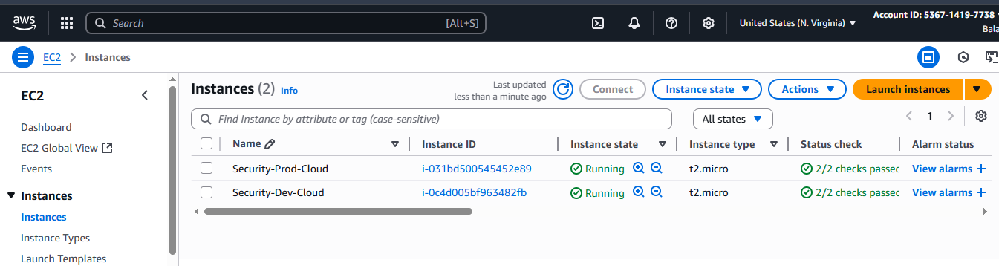 aws
Search [Alt+S]
United States (N. Virginia)
Account ID: 5367-1419-7738
EC2 Instances
EC2
Dashboard
EC2 Global View
Events
Instances
Instances
Instance Types
Launch Templates
Instances (2) Info
Last updated
less than a minute ago
Connect Instance state Actions Launch instances
Find Instance by attribute or tag (case-sensitive) All states 1
Name Instance ID Instance state Instance type Status check Alarm status
Security-Prod-Cloud i-031bd500545452e89 Running t2.micro 2/2 checks passed View alarms
Security-Dev-Cloud i-0c4d005bf963482fb Running t2.micro 2/2 checks passed View alarms